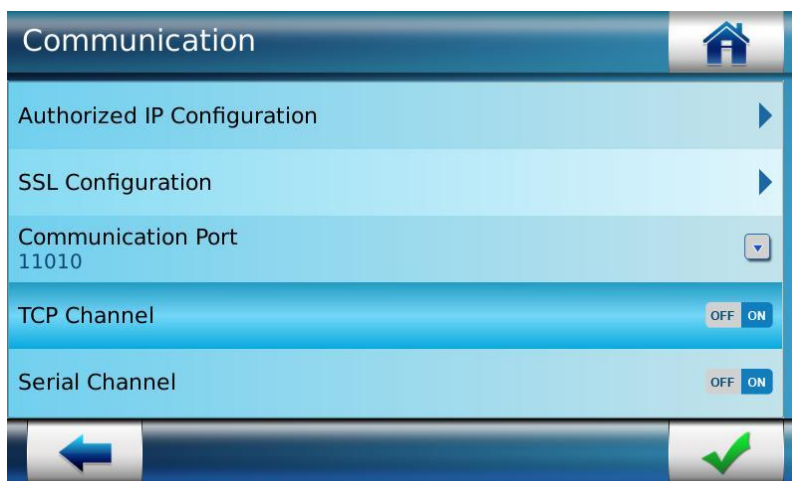 Communication
Authorized IP Configuration
SSL Configuration
Communication Port
11010
TCP Channel
OFF ON
Serial Channel
OFF ON